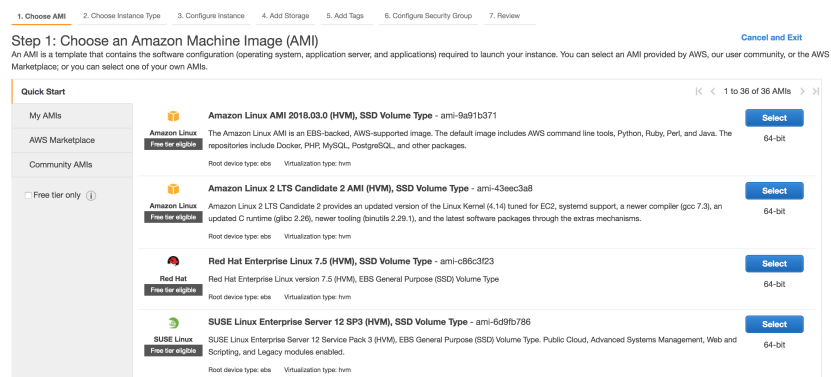 1. Choose AMI 2. Choose Instance Type 3. Configure Instance 4. Add Storage 5. Add Tags 6. Configure Security Group 7. Review
Step 1: Choose an Amazon Machine Image (AMI)
Cancel and Exit
An AMI is a template that contains the software configuration (operating system, application server, and applications) required to launch your instance. You can select an AMI provided by AWS, our user community, or the AWS
Marketplace; or you can select one of your own AMIs.
Quick Start
1 to 36 of 36 AMIs
My AMIs
AWS Marketplace
Community AMIs
Free tier only
Amazon Linux
Free tier eligible
Amazon Linux AMI 2018.03.0 (HVM), SSD Volume Type - ami-9a91b371
The Amazon Linux AMI is an EBS-backed, AWS-supported image. The default image includes AWS command line tools, Python, Ruby, Perl, and Java. The
repositories include Docker, PHP, MySQL, PostgreSQL, and other packages.
Root device type: ebs Virtualization type: hvm
Select
64-bit
Amazon Linux
Free tier eligible
Amazon Linux 2 LTS Candidate 2 AMI (HVM), SSD Volume Type - ami-43eec3a8
Amazon Linux 2 LTS Candidate 2 provides an updated version of the Linux Kernel (4.14) tuned for EC2, systemd support, a newer compiler (gcc 7.3), an
updated C runtime (glibc 2.26), newer tooling (binutils 2.29.1), and the latest software packages through the extras mechanisms.
Root device type: ebs Virtualization type: hvm
Select
64-bit
Red Hat
Free tier eligible
Red Hat Enterprise Linux 7.5 (HVM), SSD Volume Type - ami-c86c3f23
Red Hat Enterprise Linux version 7.5 (HVM), EBS General Purpose (SSD) Volume Type
Root device type: ebs Virtualization type: hvm
Select
64-bit
SUSE Linux
Free tier eligible
SUSE Linux Enterprise Server 12 SP3 (HVM), SSD Volume Type - ami-6d9fb786
SUSE Linux Enterprise Server 12 Service Pack 3 (HVM), EBS General Purpose (SSD) Volume Type. Public Cloud, Advanced Systems Management, Web and
Scripting, and Legacy modules enabled.
Root device type: ebs Virtualization type: hvm
Select
64-bit